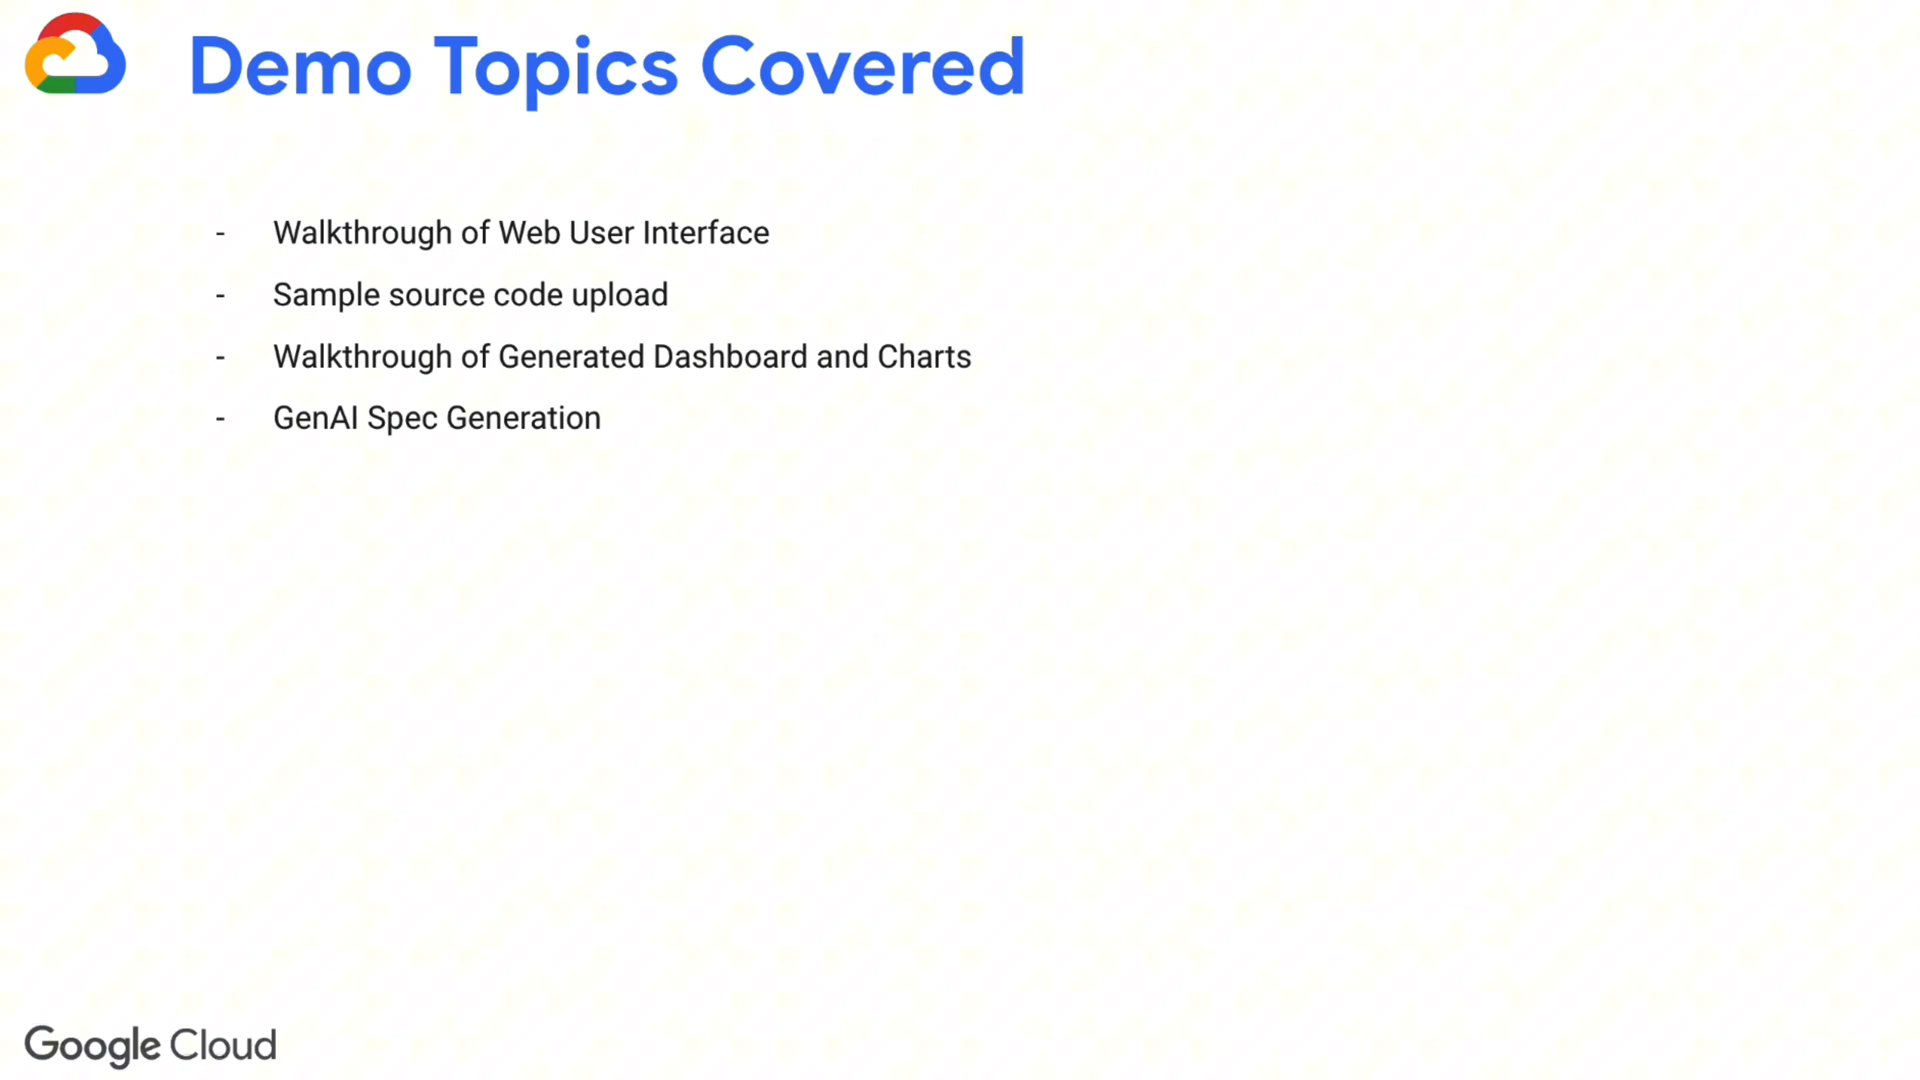 Demo Topics Covered
- Walkthrough of Web User Interface
- Sample source code upload
- Walkthrough of Generated Dashboard and Charts
- GenAI Spec Generation
Google Cloud